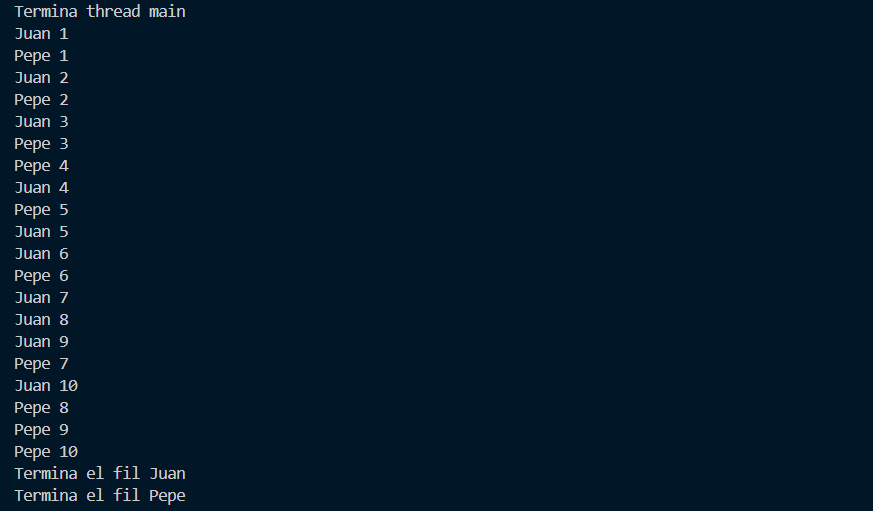 Termina thread main
Juan 1
Pepe 1
Juan 2
Pepe 2
Juan 3
Pepe 3
Pepe 4
Juan 4
Pepe 5
Juan 5
Juan 6
Pepe 6
Juan 7
Juan 8
Juan 9
Pepe 7
Juan 10
Pepe 8
Pepe 9
Pepe 10
Termina el fil Juan
Termina el fil Pepe